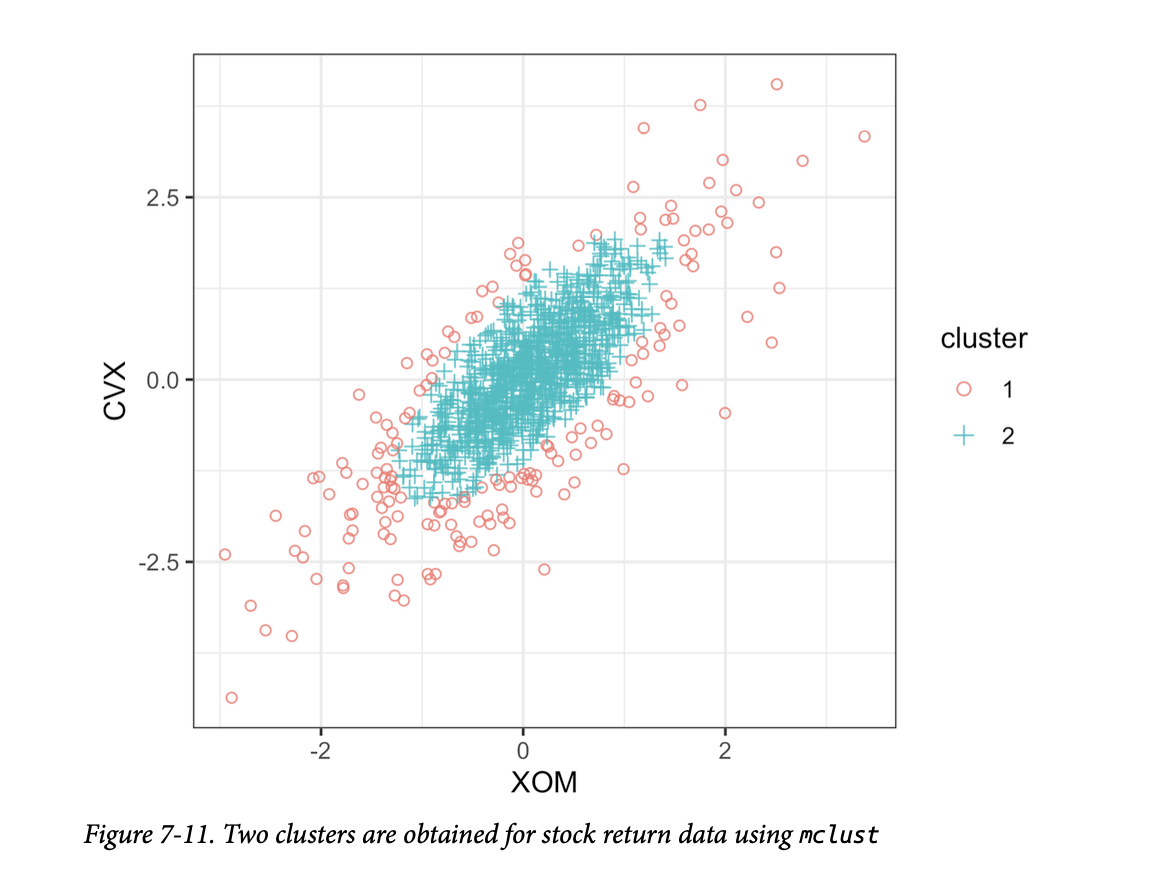 2.5
0.0
-2.5
CVX
-2 0 2
XOM
cluster
1
2
Figure 7-11. Two clusters are obtained for stock return data using mclust